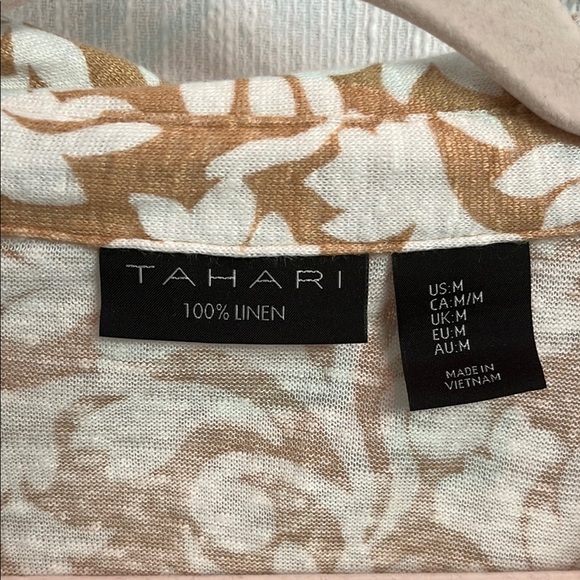 TAHARI
100% LINEN
US:M
CA:M/M
UK:M
EU:M
AU:M
MADE IN
VIETNAM